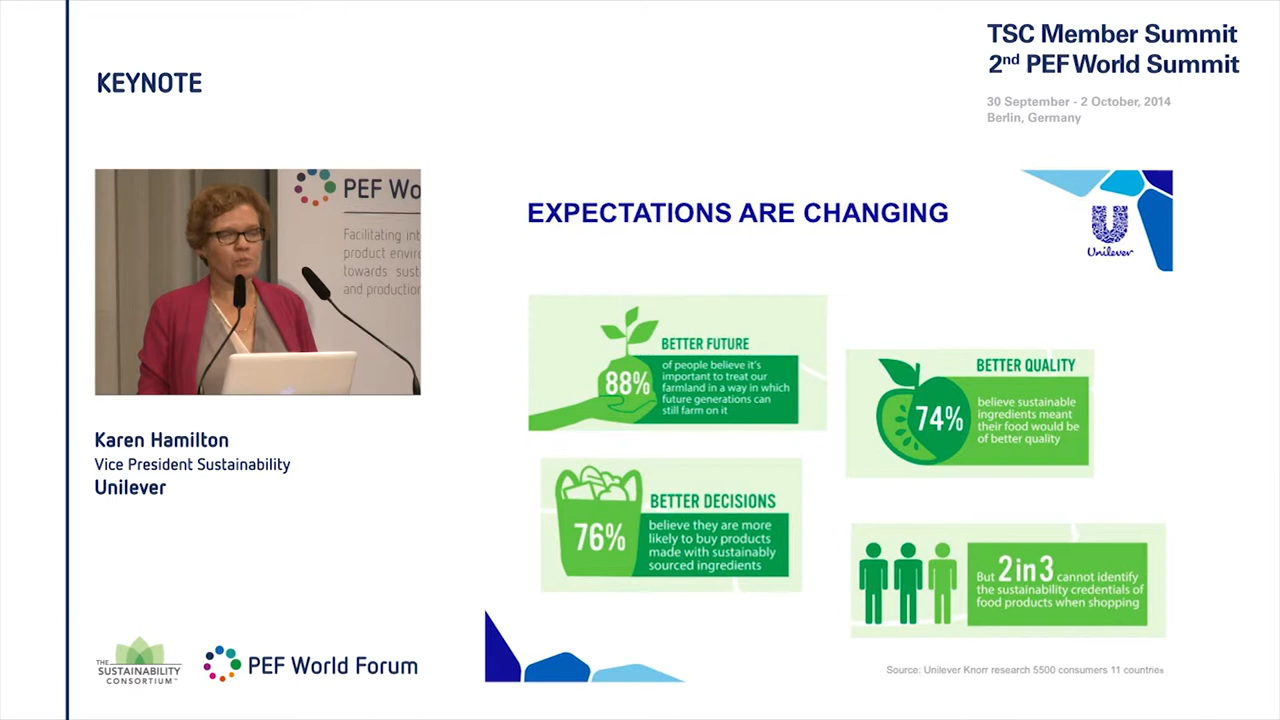 TSC Member Summit
2nd PEF World Summit
30 September - 2 October, 2014
Berlin, Germany
KEYNOTE
PEF Wo
Facilitating int
product enviro
towards sust
and production
Karen Hamilton
Vice President Sustainability
Unilever
THE
SUSTAINABILITY
CONSORTIUM™
PEF World Forum
EXPECTATIONS ARE CHANGING
Unilever
BETTER FUTURE
88%
of people believe it's
important to treat our
farmland in a way in which
future generations can
still farm on it
BETTER QUALITY
74%
believe sustainable
ingredients meant
their food would be
of better quality
BETTER DECISIONS
76%
believe they are more
likely to buy products
made with sustainably
sourced ingredients
But 2 in 3 cannot identify
the sustainability credentials of
food products when shopping
Source: Unilever Knorr research 5500 consumers 11 countries